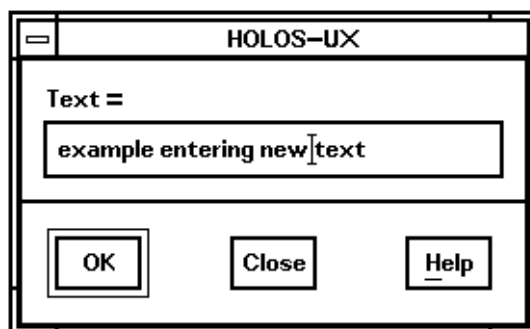 HOLOS-UX
Text =
example entering new text
OK Close Help